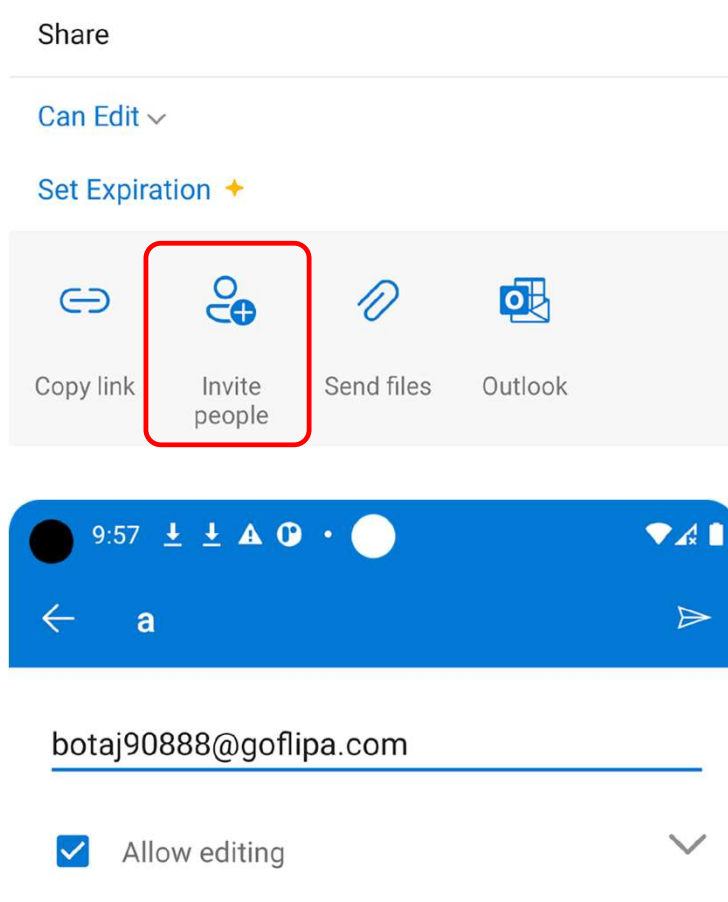 Share
Can Edit
Set Expiration
Copy link
Invite people
Send files
Outlook
9:57
a
botaj90888@goflipa.com
Allow editing